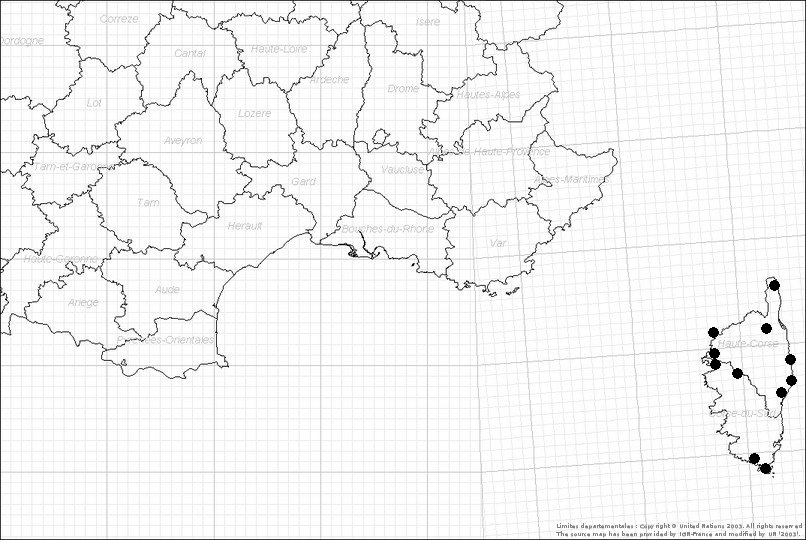 Correze
Isere
Dordogne
Haute-Loire
Cantal
Ardeche
Drome
Hautes-Alpes
Lot
Lozere
Aveyron
Haute-Provence
Tarn-et-Garonne
Vaucluse
Gard
Alpes-Maritimes
Tarn
Herault
Bouches-du-Rhone
Var
Haute-Garonne
Aude
Ariege
Pyrenees-Orientales
Haute-Corse
Corse-du-Sud
Limites departementales : Copyright © United Nations 2003. All rights reserved
The source map has been provided by IGN-France and modified by UN (2003).